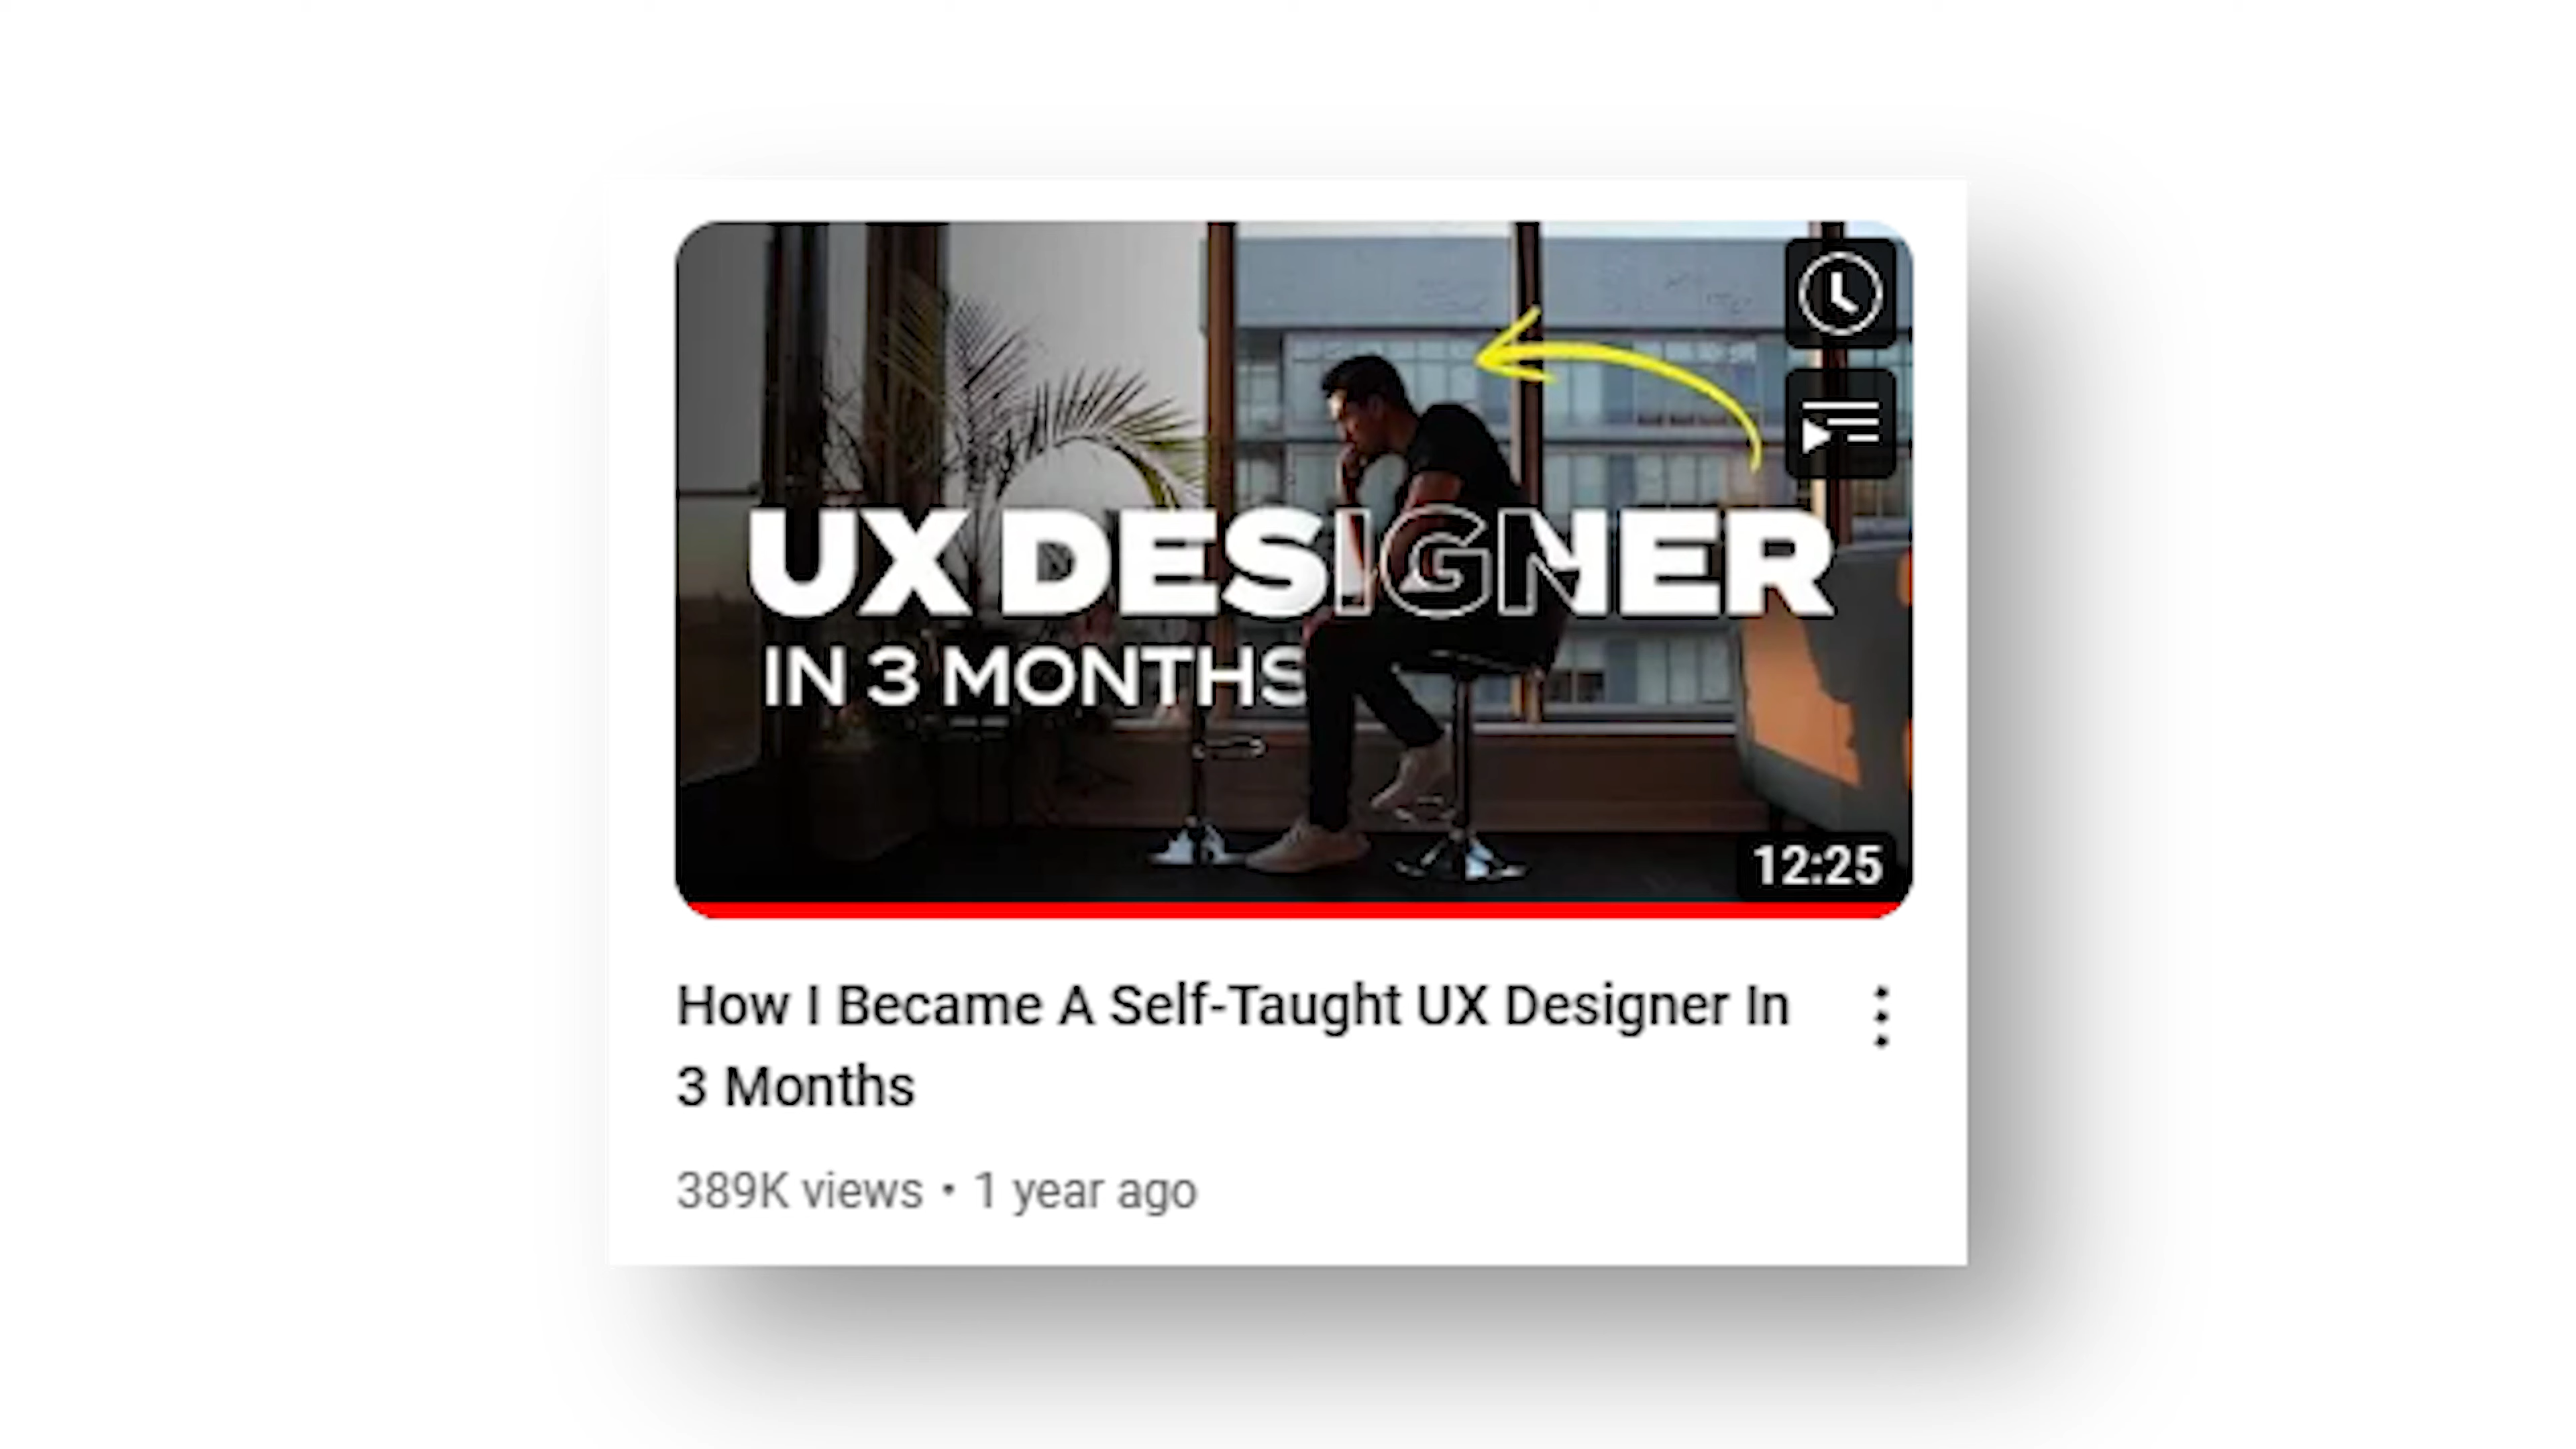 UX DESIGNER
IN 3 MONTHS
12:25
How I Became A Self-Taught UX Designer In
3 Months
389K views • 1 year ago